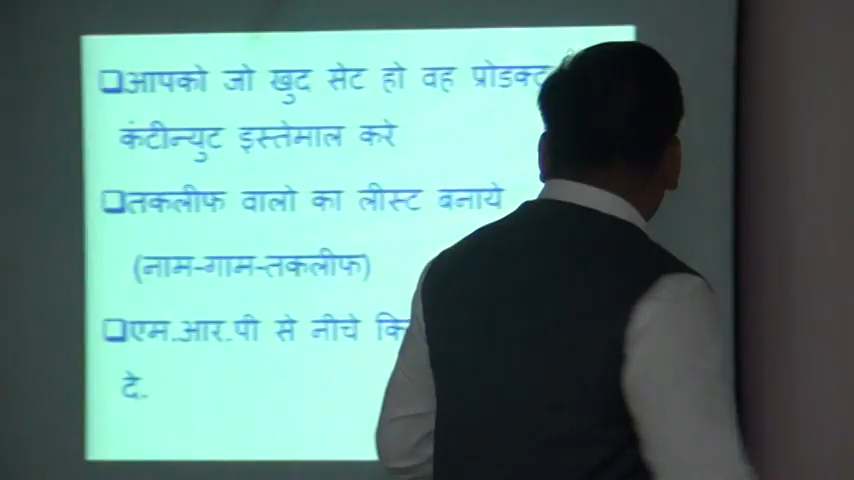 आपको जो खुद सेट हो वह प्रोडक्ट
कंटीन्युट इस्तेमाल करे
तकलीफ वालो का लीस्ट बनाये
(नाम-गाम-तकलीफ)
एम.आर.पी से नीचे
दे.